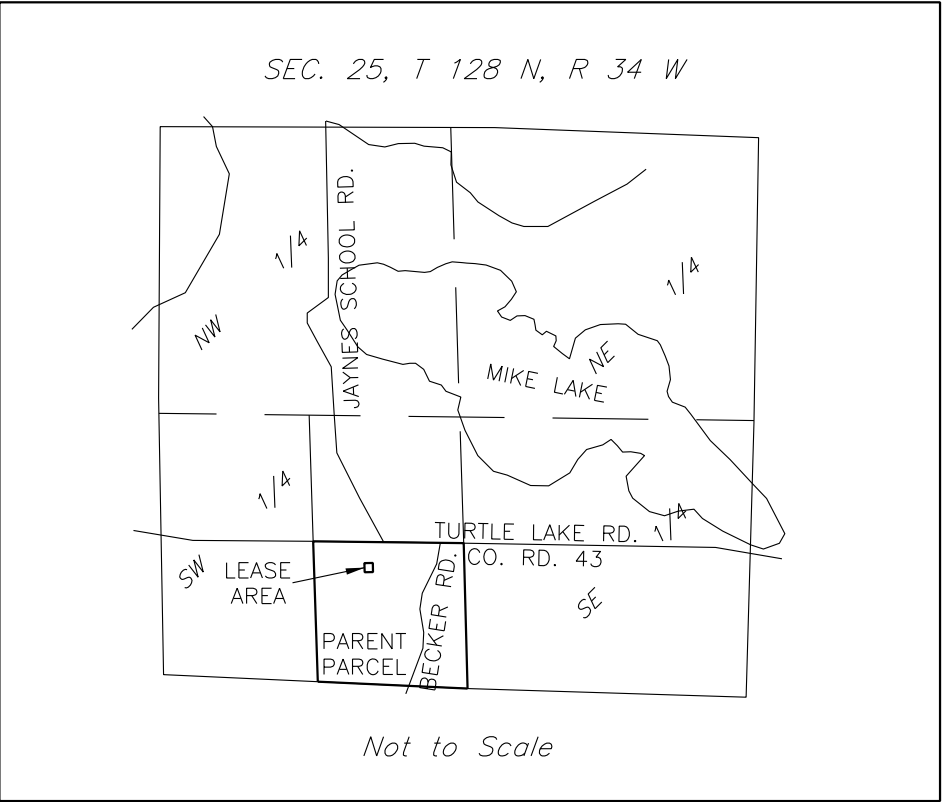 SEC. 25, T 128 N, R 34 W
JAYNES SCHOOL RD.
1/4
NW
1/4
NE
MIKE LAKE
1/4
SW
1/4
SE
TURTLE LAKE RD.
CO. RD. 43
LEASE
AREA
BECKER RD.
PARENT
PARCEL
Not to Scale